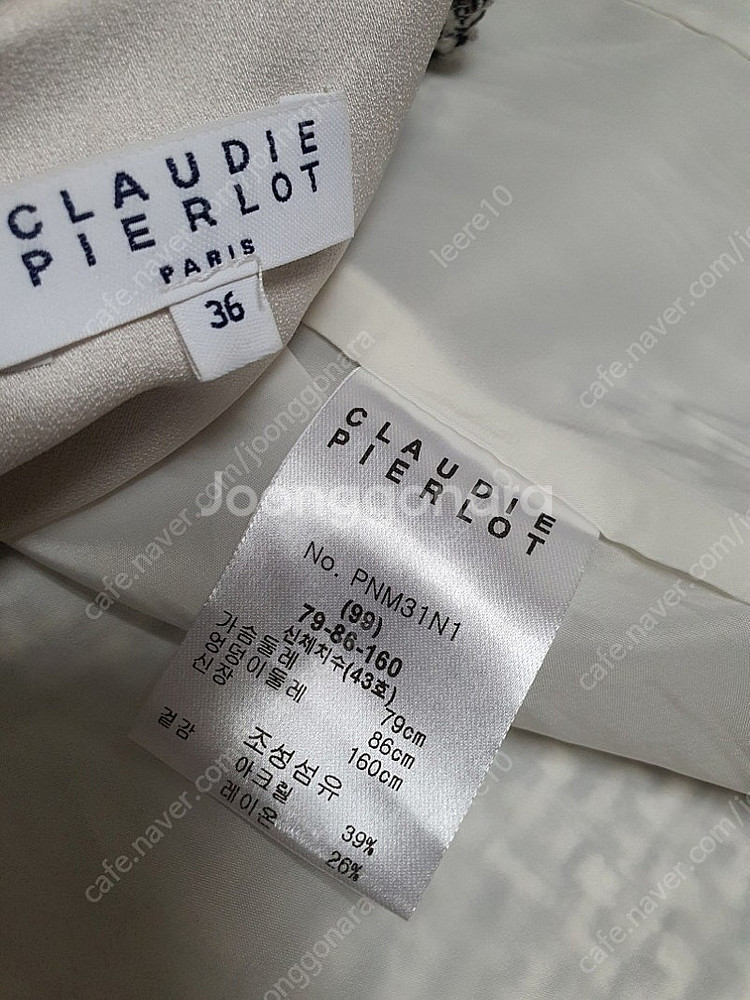 CLAUDIE
PIERLOT
PARIS
36
CLAUDIE
PIERLOT
No. PNM31N1
(99)
79-86-160
신체치수(43호)
가슴둘레 79cm
엉덩이둘레 86cm
신장 160cm
조성섬유
겉감 아크릴 39%
레이온 26%
Joonggonara
leere10
cafe.naver.com/joonggonara